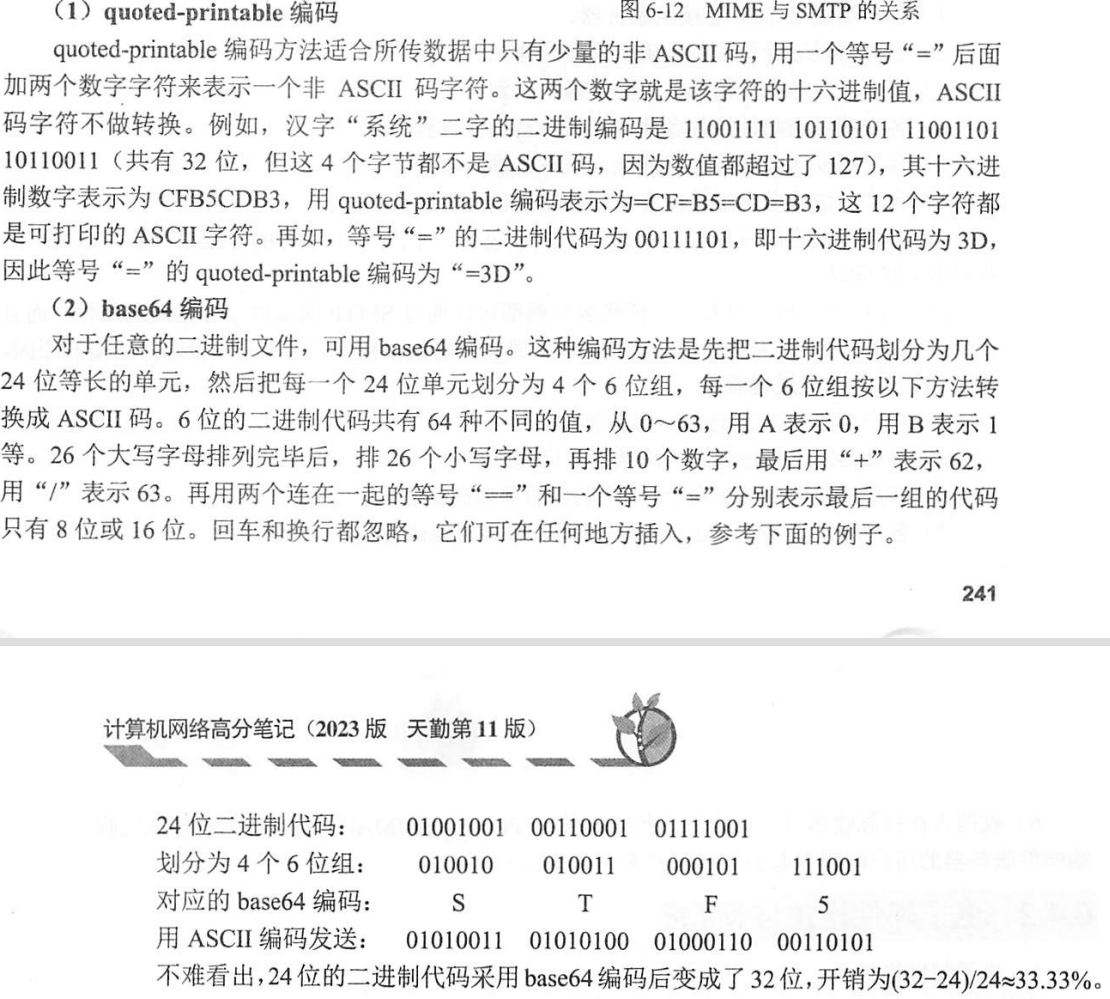 （1）quoted-printable 编码
图 6-12 MIME 与 SMTP 的关系
quoted-printable 编码方法适合所传数据中只有少量的非 ASCII 码，用一个等号“=”后面
加两个数字字符来表示一个非 ASCII 码字符。这两个数字就是该字符的十六进制值，ASCII
码字符不做转换。例如，汉字“系统”二字的二进制编码是 11001111 10110101 11001101
10110011（共有 32 位，但这 4 个字节都不是 ASCII 码，因为数值都超过了 127），其十六进
制数字表示为 CFB5CDB3，用 quoted-printable 编码表示为=CF=B5=CD=B3，这 12 个字符都
是可打印的 ASCII 字符。再如，等号“=”的二进制代码为 00111101，即十六进制代码为 3D，
因此等号“=”的 quoted-printable 编码为“=3D”。
（2）base64 编码
对于任意的二进制文件，可用 base64 编码。这种编码方法是先把二进制代码划分为几个
24 位等长的单元，然后把每一个 24 位单元划分为 4 个 6 位组，每一个 6 位组按以下方法转
换成 ASCII 码。6 位的二进制代码共有 64 种不同的值，从 0～63，用 A 表示 0，用 B 表示 1
等。26 个大写字母排列完毕后，排 26 个小写字母，再排 10 个数字，最后用“+”表示 62，
用“/”表示 63。再用两个连在一起的等号“==”和一个等号“=”分别表示最后一组的代码
只有 8 位或 16 位。回车和换行都忽略，它们可在任何地方插入，参考下面的例子。
241
计算机网络高分笔记（2023 版 天勤第 11 版）
24 位二进制代码： 01001001 00110001 01111001
划分为 4 个 6 位组： 010010 010011 000101 111001
对应的 base64 编码： S T F 5
用 ASCII 编码发送： 01010011 01010100 01000110 00110101
不难看出，24 位的二进制代码采用 base64 编码后变成了 32 位，开销为(32-24)/24≈33.33%。